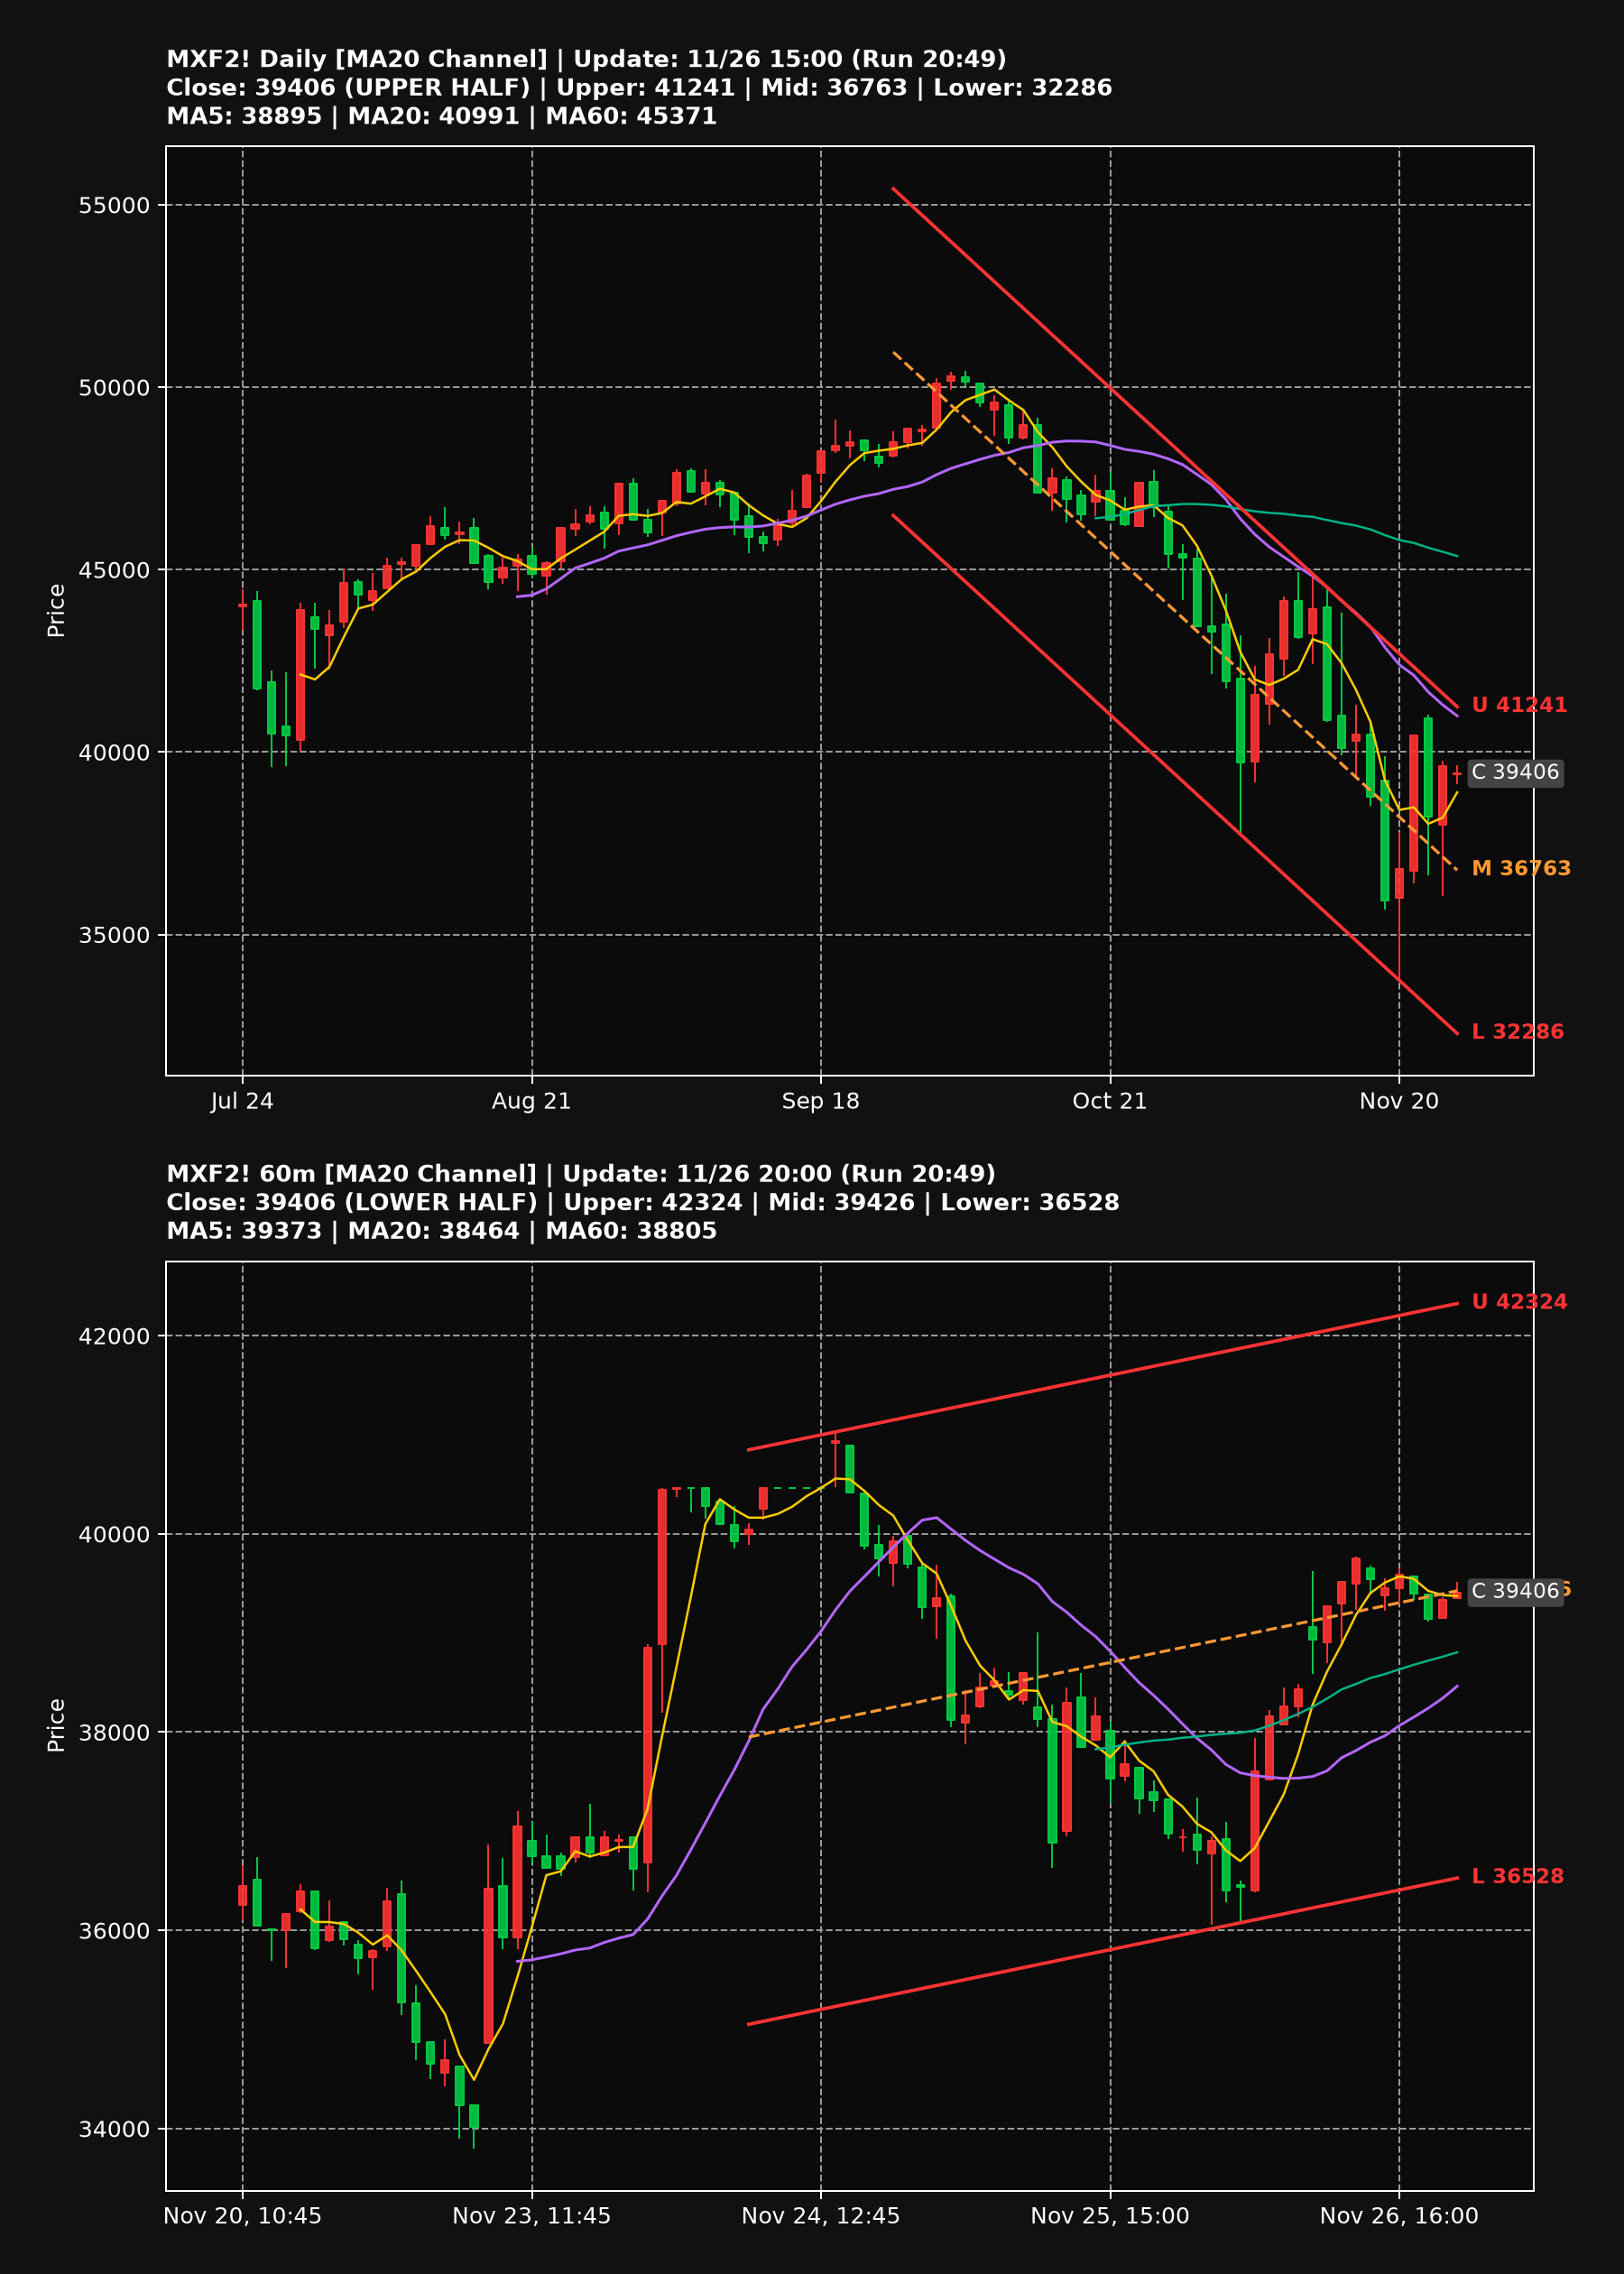 MXF2! Daily [MA20 Channel] | Update: 11/26 15:00 (Run 20:49)
Close: 39406 (UPPER HALF) | Upper: 41241 | Mid: 36763 | Lower: 32286
MA5: 38895 | MA20: 40991 | MA60: 45371
55000
50000
45000
Price
U 41241
40000
C 39406
M 36763
35000
L 32286
Jul 24
Aug 21
Sep 18
Oct 21
Nov 20
MXF2! 60m [MA20 Channel] | Update: 11/26 20:00 (Run 20:49)
Close: 39406 (LOWER HALF) | Upper: 42324 | Mid: 39426 | Lower: 36528
MA5: 39373 | MA20: 38464 | MA60: 38805
U 42324
42000
40000
C 39406
Price
38000
L 36528
36000
34000
Nov 20, 10:45
Nov 23, 11:45
Nov 24, 12:45
Nov 25, 15:00
Nov 26, 16:00